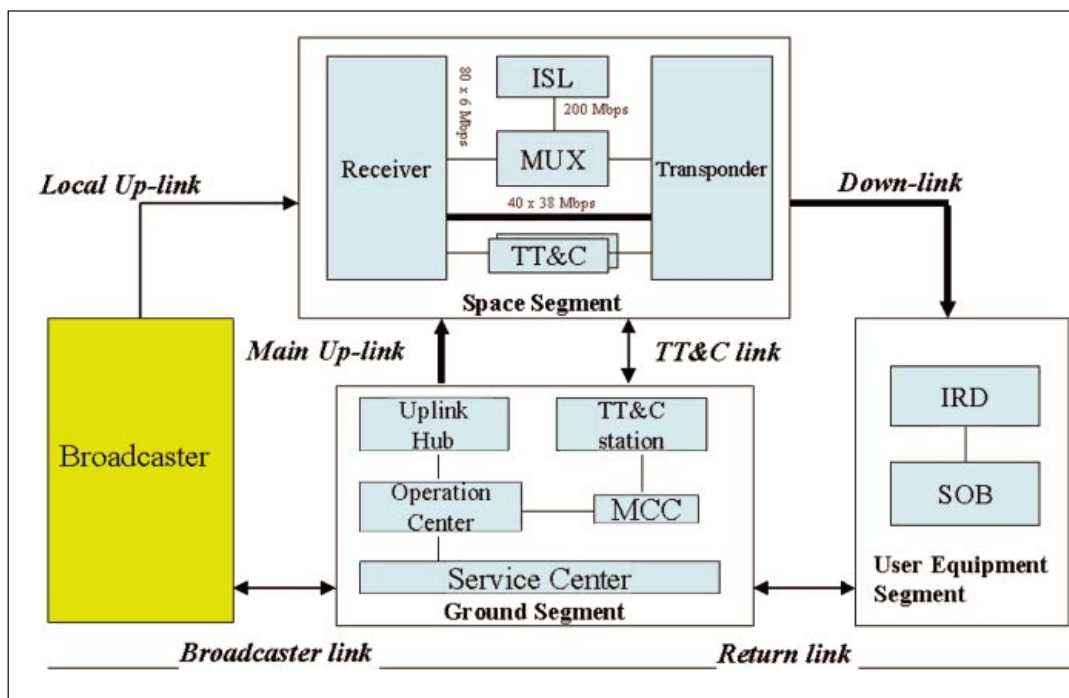 ISL
80 x 6 Mbps
200 Mbps
Receiver
MUX
Transponder
Local Up-link
Down-link
40 x 38 Mbps
TT&C
Space Segment
Main Up-link
TT&C link
Uplink
Hub
TT&C
station
IRD
Broadcaster
Operation
Center
MCC
SOB
Service Center
User Equipment
Segment
Ground Segment
Broadcaster link
Return link